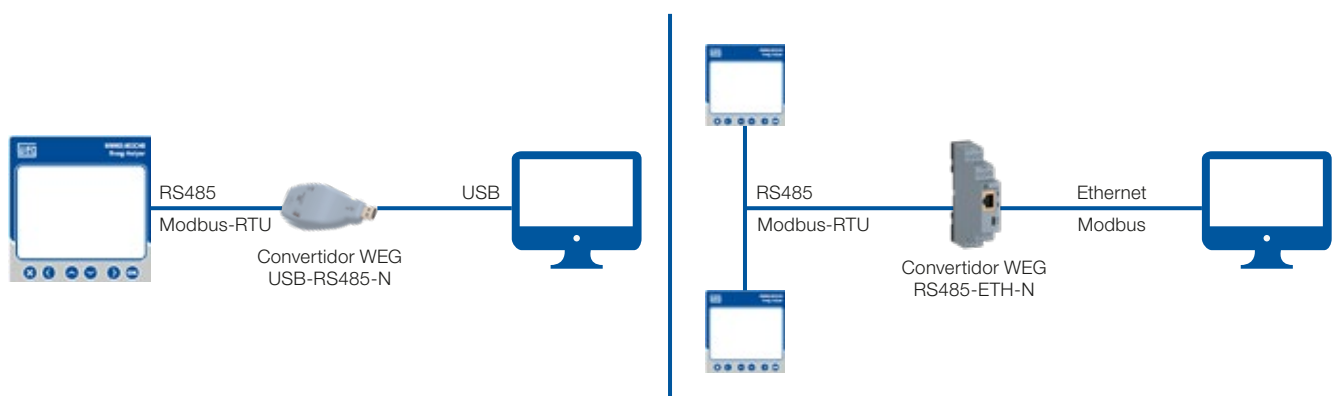 RS485
Modbus-RTU
Convertidor WEG
USB-RS485-N
USB
RS485
Modbus-RTU
Convertidor WEG
RS485-ETH-N
Ethernet
Modbus